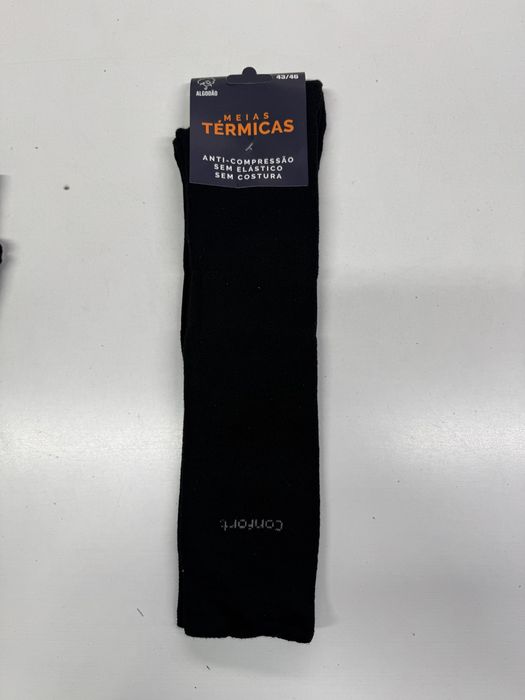 43/46
ALGODÃO
MEIAS
TÉRMICAS
ANTI-COMPRESSÃO
SEM ELÁSTICO
SEM COSTURA
Confort